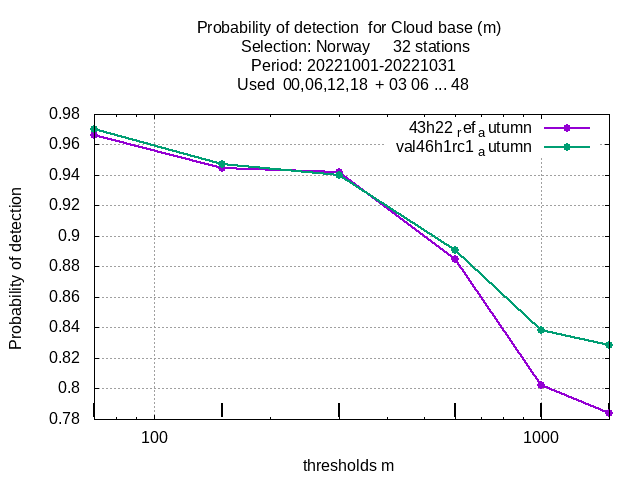 Probability of detection  for Cloud base (m)
Selection: Norway     32 stations
Period: 20221001-20221031
Used  00,06,12,18  + 03 06 ... 48
43h22 ref autumn
val46h1rc1 autumn
0.98
0.96
0.94
0.92
0.9
0.88
0.86
0.84
0.82
0.8
0.78
Probability of detection
100
1000
thresholds m